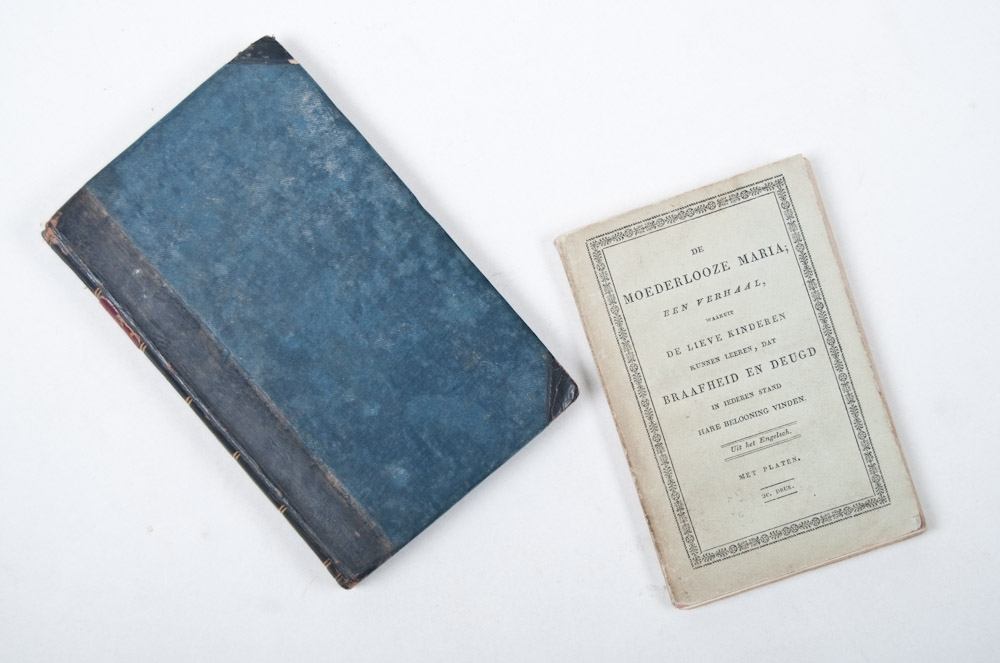 DE
MOEDERLOOZE MARIA;
EEN VERHAAL,
WAARUIT
DE LIEVE KINDEREN
KUNNEN LEEREN, DAT
BRAAFHEID EN DEUGD
IN IEDEREN STAND
HARE BELOONING VINDEN.
Uit het Engelsch.
MET PLATEN.
2e. DRUK.